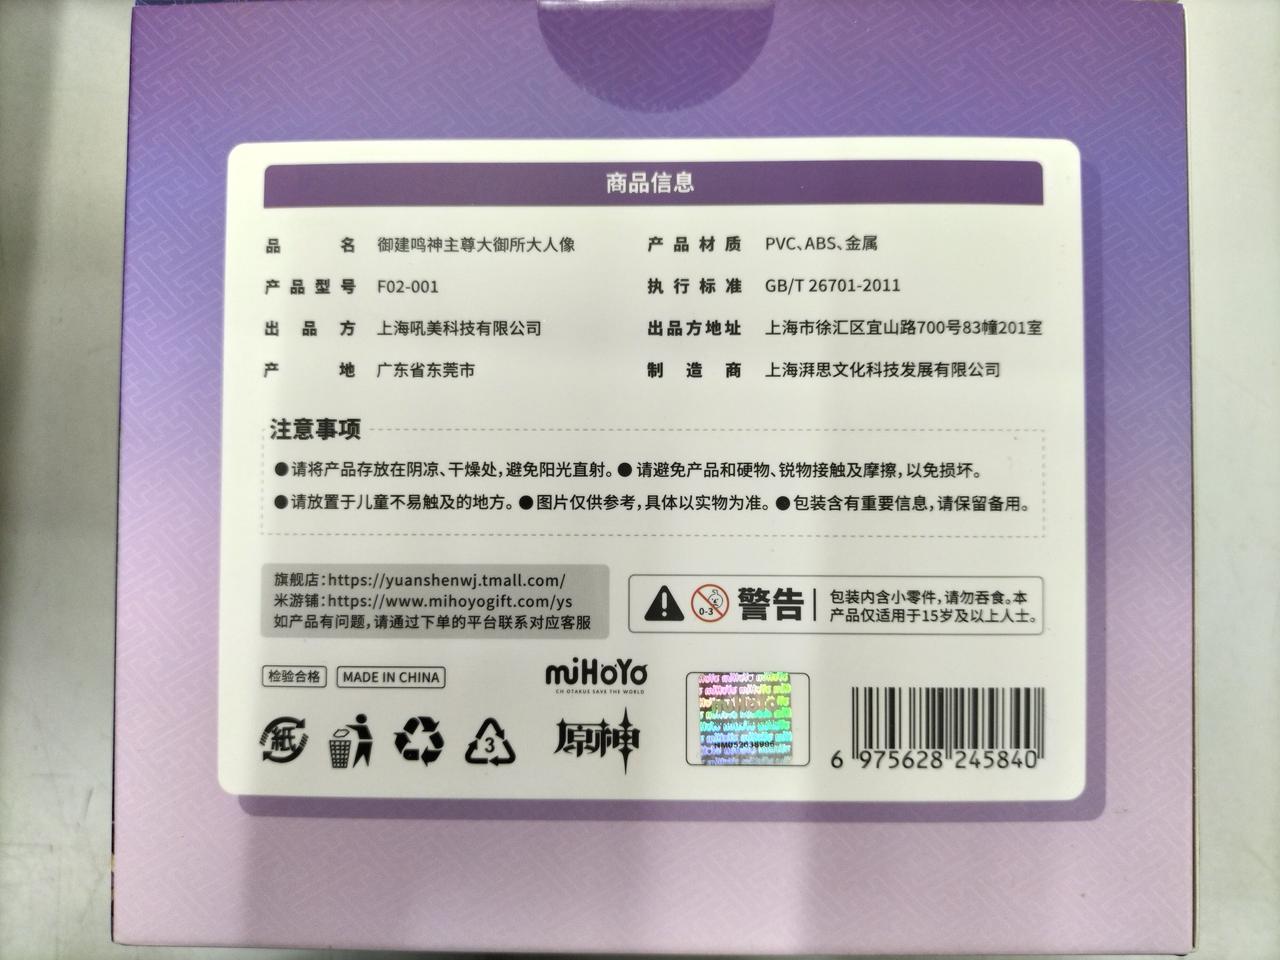 商品信息
品名 御建鸣神主尊大御所大人像 产品材质 PVC、ABS、金属
产品型号 F02-001 执行标准 GB/T 26701-2011
出品方 上海吼美科技有限公司 出品方地址 上海市徐汇区宜山路700号83幢201室
产地 广东省东莞市 制造商 上海湃思文化科技发展有限公司
注意事项
●请将产品存放在阴凉、干燥处,避免阳光直射。●请避免产品和硬物、锐物接触及摩擦,以免损坏。
●请放置于儿童不易触及的地方。●图片仅供参考,具体以实物为准。●包装含有重要信息,请保留备用。
旗舰店:https://yuanshenwj.tmall.com/
米游铺:https://www.mihoyogift.com/ys
如产品有问题,请通过下单的平台联系对应客服
0-3 警告
包装内含小零件,请勿吞食。本
产品仅适用于15岁及以上人士。
检验合格 MADE IN CHINA
miHoYo
紙
3
原神
miHoYo
6 975628 245840